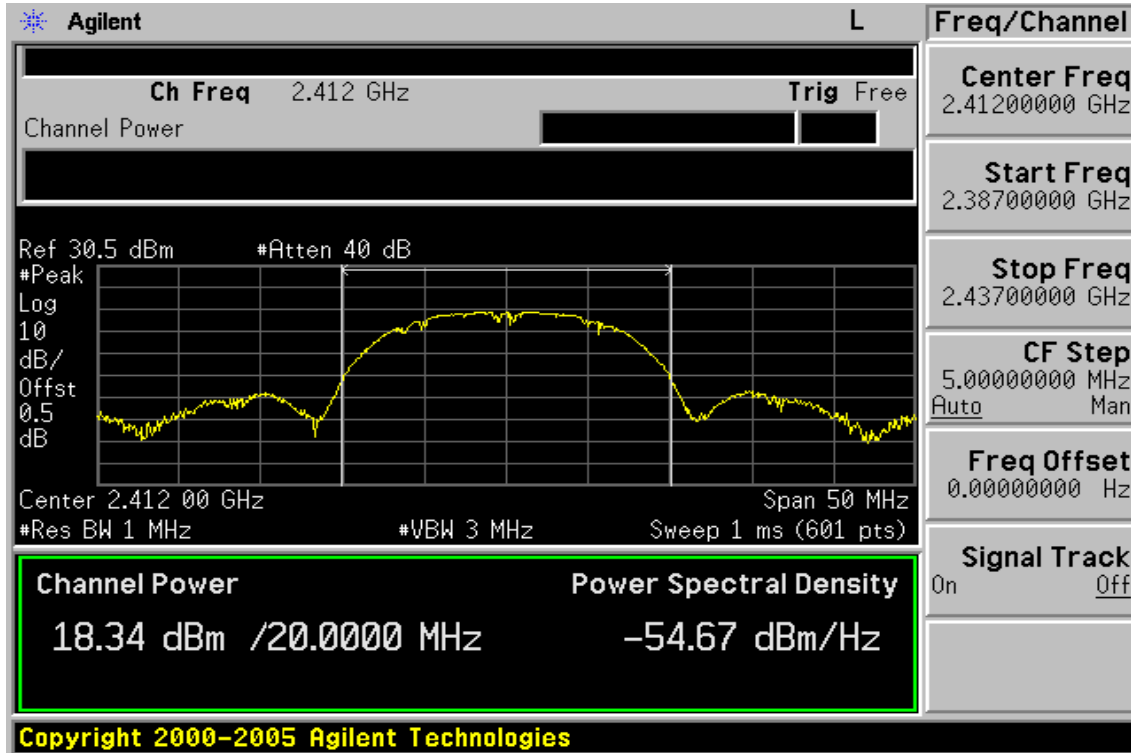 Agilent L Freq/Channel
Ch Freq 2.412 GHz Trig Free
Channel Power
Center Freq
2.41200000 GHz
Start Freq
2.38700000 GHz
Stop Freq
2.43700000 GHz
CF Step
5.00000000 MHz
Auto Man
Freq Offset
0.00000000 Hz
Signal Track
On Off
Ref 30.5 dBm #Atten 40 dB
#Peak
Log
10
dB/
Offst
0.5
dB
Center 2.412 00 GHz Span 50 MHz
#Res BW 1 MHz #VBW 3 MHz Sweep 1 ms (601 pts)
Channel Power Power Spectral Density
18.34 dBm /20.0000 MHz -54.67 dBm/Hz
Copyright 2000-2005 Agilent Technologies